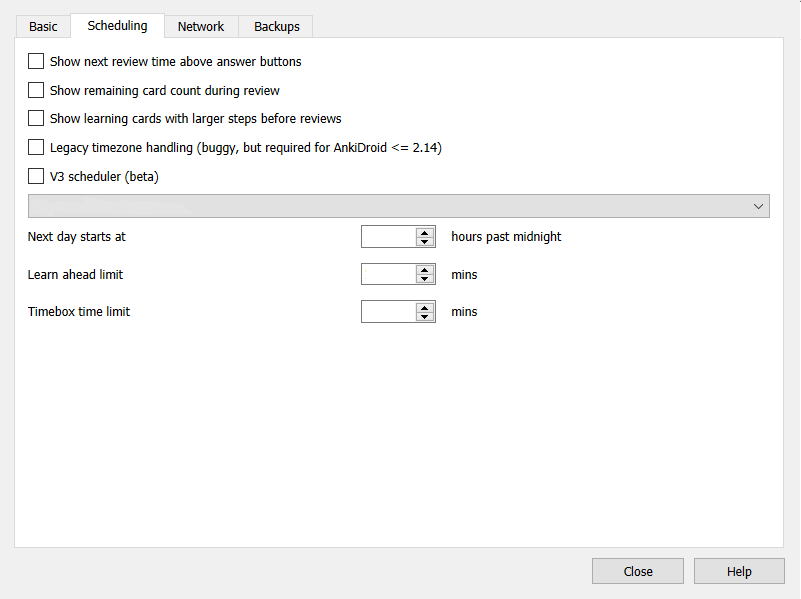 Basic Scheduling Network Backups
Show next review time above answer buttons
Show remaining card count during review
Show learning cards with larger steps before reviews
Legacy timezone handling (buggy, but required for AnkiDroid <= 2.14)
V3 scheduler (beta)
Next day starts at hours past midnight
Learn ahead limit mins
Timebox time limit mins
Close Help